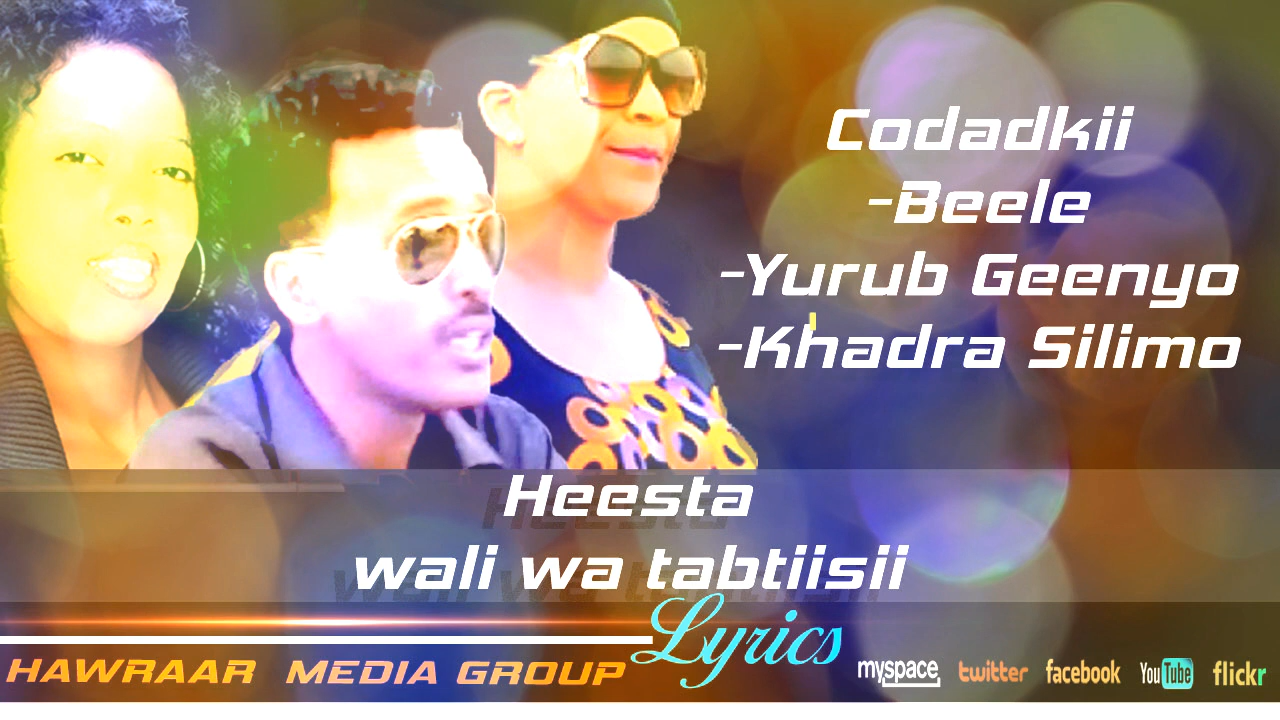 Codadkii
-Beele
-Yurub Geenyo
-Khadra Silimo
Heesta
wali wa tabtiisii
Lyrics
HAWRAAR MEDIA GROUP
myspace twitter facebook YouTube flickr